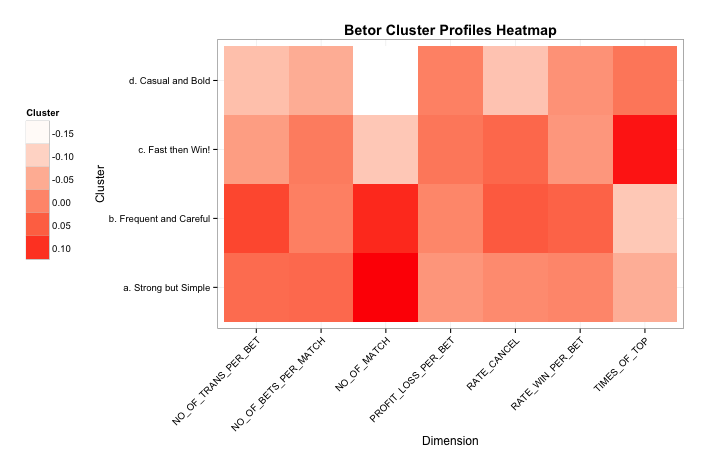 Betor Cluster Profiles Heatmap
Cluster
-0.15
-0.10
-0.05
0.00
0.05
0.10
Cluster
d. Casual and Bold
c. Fast then Win!
b. Frequent and Careful
a. Strong but Simple
NO_OF_TRANS_PER_BET
NO_OF_BETS_PER_MATCH
NO_OF_MATCH
PROFIT_LOSS_PER_BET
RATE_CANCEL
RATE_WIN_PER_BET
TIMES_OF_TOP
Dimension